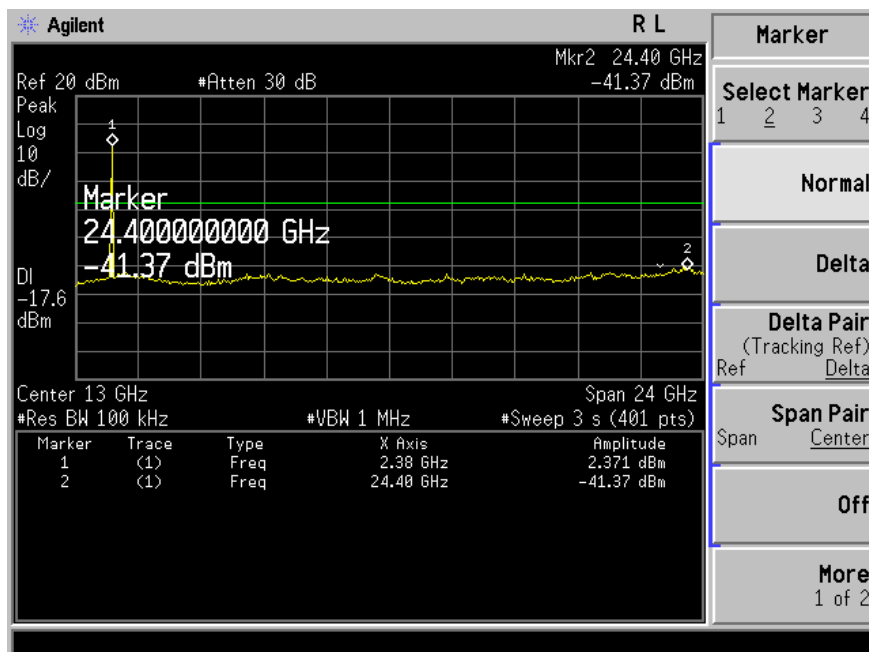 Agilent R L
Mkr2 24.40 GHz
Ref 20 dBm #Atten 30 dB -41.37 dBm
Peak
Log
10
dB/
1
Marker
24.400000000 GHz
-41.37 dBm
2
DI
-17.6
dBm
Center 13 GHz Span 24 GHz
#Res BW 100 kHz #VBW 1 MHz #Sweep 3 s (401 pts)
Marker Trace Type X Axis Amplitude
1 (1) Freq 2.38 GHz 2.371 dBm
2 (1) Freq 24.40 GHz -41.37 dBm
Marker
Select Marker
1 2 3 4
Normal
Delta
Delta Pair
(Tracking Ref)
Ref Delta
Span Pair
Span Center
Off
More
1 of 2